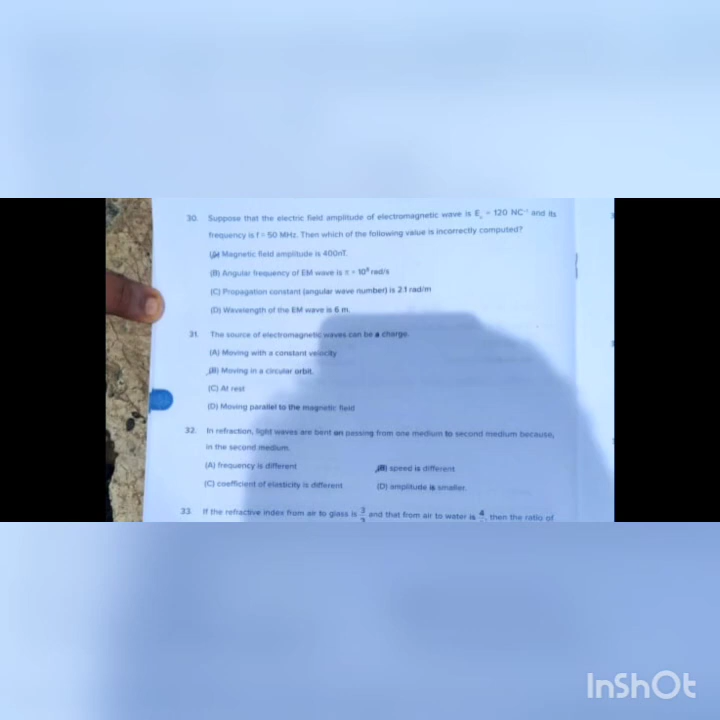 30. Suppose that the electric field amplitude of electromagnetic wave is E₀ = 120 NC⁻¹ and its
frequency is f = 50 MHz. Then which of the following value is incorrectly computed?
(A) Magnetic field amplitude is 400nT.
(B) Angular frequency of EM wave is π × 10⁸ rad/s
(C) Propagation constant (angular wave number) is 2.1 rad/m
(D) Wavelength of the EM wave is 6 m.
31. The source of electromagnetic waves can be a charge.
(A) Moving with a constant velocity
(B) Moving in a circular orbit.
(C) At rest
(D) Moving parallel to the magnetic field
32. In refraction, light waves are bent on passing from one medium to second medium because,
in the second medium.
(A) frequency is different (B) speed is different
(C) coefficient of elasticity is different (D) amplitude is smaller.
33. If the refractive index from air to glass is 3 and that from air to water is 4, then the ratio of
InShOt